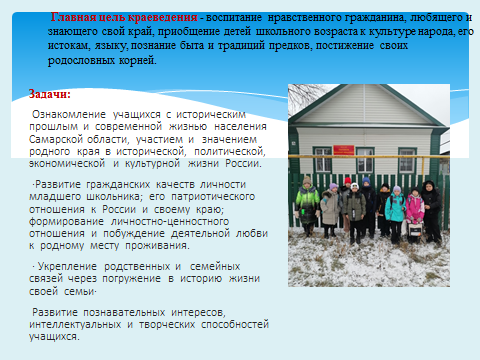 Главная цель краеведения - воспитание нравственного гражданина, любящего и
знающего свой край, приобщение детей школьного возраста к культуре народа, его
истокам, языку, познание быта и традиций предков, постижение своих
родословных корней.
Задачи:
Ознакомление учащихся с историческим
прошлым и современной жизнью населения
Самарской области, участием и значением
родного края в исторической, политической,
экономической и культурной жизни России.
·Развитие гражданских качеств личности
младшего школьника; его патриотического
отношения к России и своему краю;
формирование личностно-ценностного
отношения и побуждение деятельной любви
к родному месту проживания.
· Укрепление родственных и семейных
связей через погружение в историю жизни
своей семьи·
Развитие познавательных интересов,
интеллектуальных и творческих способностей
учащихся.